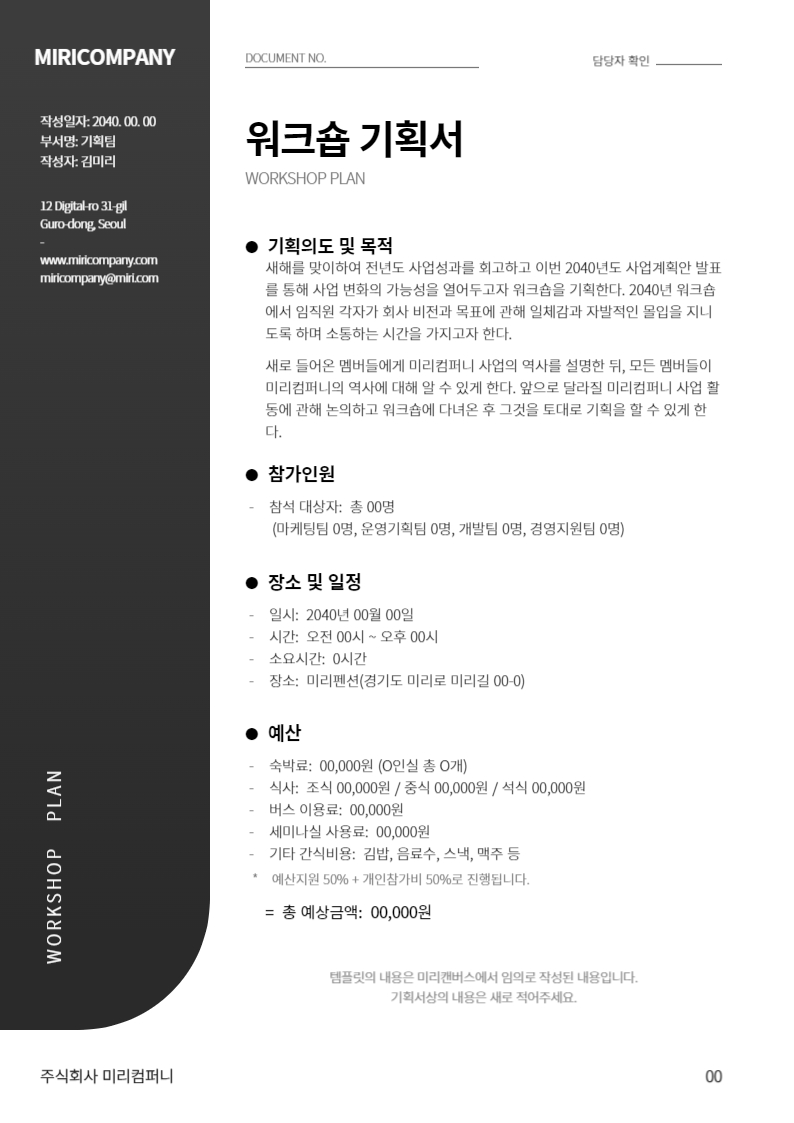 MIRICOMPANY
작성일자: 2040. 00. 00
부서명: 기획팀
작성자: 김미리
12 Digital-ro 31-gil
Guro-dong, Seoul
-
www.miricompany.com
miricompany@miri.com
WORKSHOP PLAN
DOCUMENT NO.
담당자 확인
워크숍 기획서
WORKSHOP PLAN
● 기획의도 및 목적
새해를 맞이하여 전년도 사업성과를 회고하고 이번 2040년도 사업계획안 발표
를 통해 사업 변화의 가능성을 열어두고자 워크숍을 기획한다. 2040년 워크숍
에서 임직원 각자가 회사 비전과 목표에 관해 일체감과 자발적인 몰입을 지니
도록 하며 소통하는 시간을 가지고자 한다.
새로 들어온 멤버들에게 미리컴퍼니 사업의 역사를 설명한 뒤, 모든 멤버들이
미리컴퍼니의 역사에 대해 알 수 있게 한다. 앞으로 달라질 미리컴퍼니 사업 활
동에 관해 논의하고 워크숍에 다녀온 후 그것을 토대로 기획을 할 수 있게 한
다.
● 참가인원
- 참석 대상자: 총 00명
(마케팅팀 0명, 운영기획팀 0명, 개발팀 0명, 경영지원팀 0명)
● 장소 및 일정
- 일시: 2040년 00월 00일
- 시간: 오전 00시 ~ 오후 00시
- 소요시간: 0시간
- 장소: 미리펜션(경기도 미리로 미리길 00-0)
● 예산
- 숙박료: 00,000원 (O인실 총 O개)
- 식사: 조식 00,000원 / 중식 00,000원 / 석식 00,000원
- 버스 이용료: 00,000원
- 세미나실 사용료: 00,000원
- 기타 간식비용: 김밥, 음료수, 스낵, 맥주 등
* 예산지원 50% + 개인참가비 50%로 진행됩니다.
= 총 예상금액: 00,000원
템플릿의 내용은 미리캔버스에서 임의로 작성된 내용입니다.
기획서상의 내용은 새로 적어주세요.
주식회사 미리컴퍼니
00